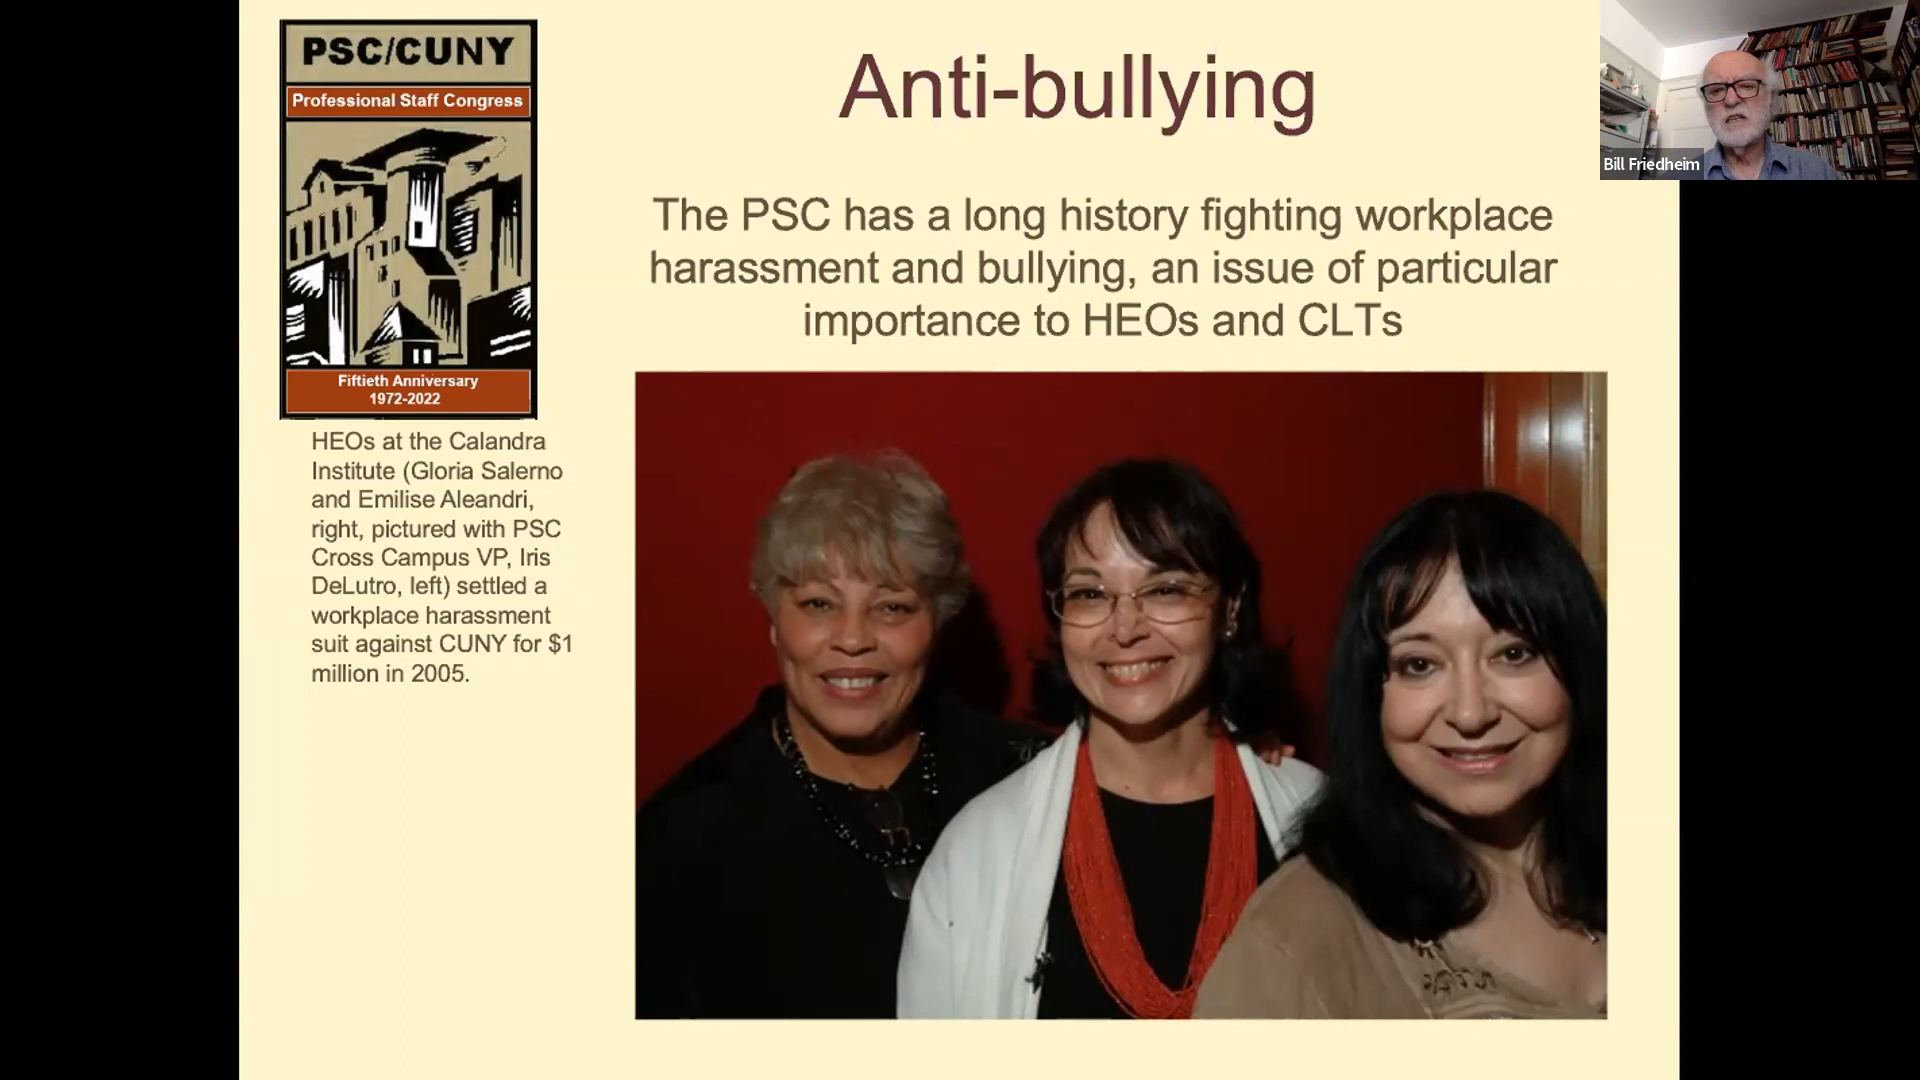 PSC/CUNY
Professional Staff Congress
Fiftieth Anniversary
1972-2022
Anti-bullying
The PSC has a long history fighting workplace
harassment and bullying, an issue of particular
importance to HEOs and CLTs
HEOs at the Calandra
Institute (Gloria Salerno
and Emilise Aleandri,
right, pictured with PSC
Cross Campus VP, Iris
DeLutro, left) settled a
workplace harassment
suit against CUNY for $1
million in 2005.
Bill Friedheim